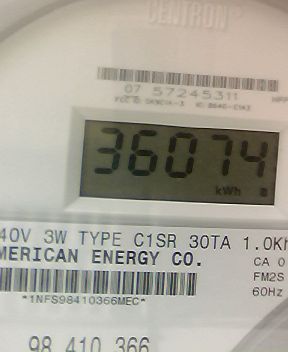 CENTRON
07 57245311
36074
kWh
40V 3W TYPE C1SR 30TA 1.0Kh
MERICAN ENERGY CO.
CA 0
FM2S
60Hz
*1NFS98410366MEC*
98 410 366